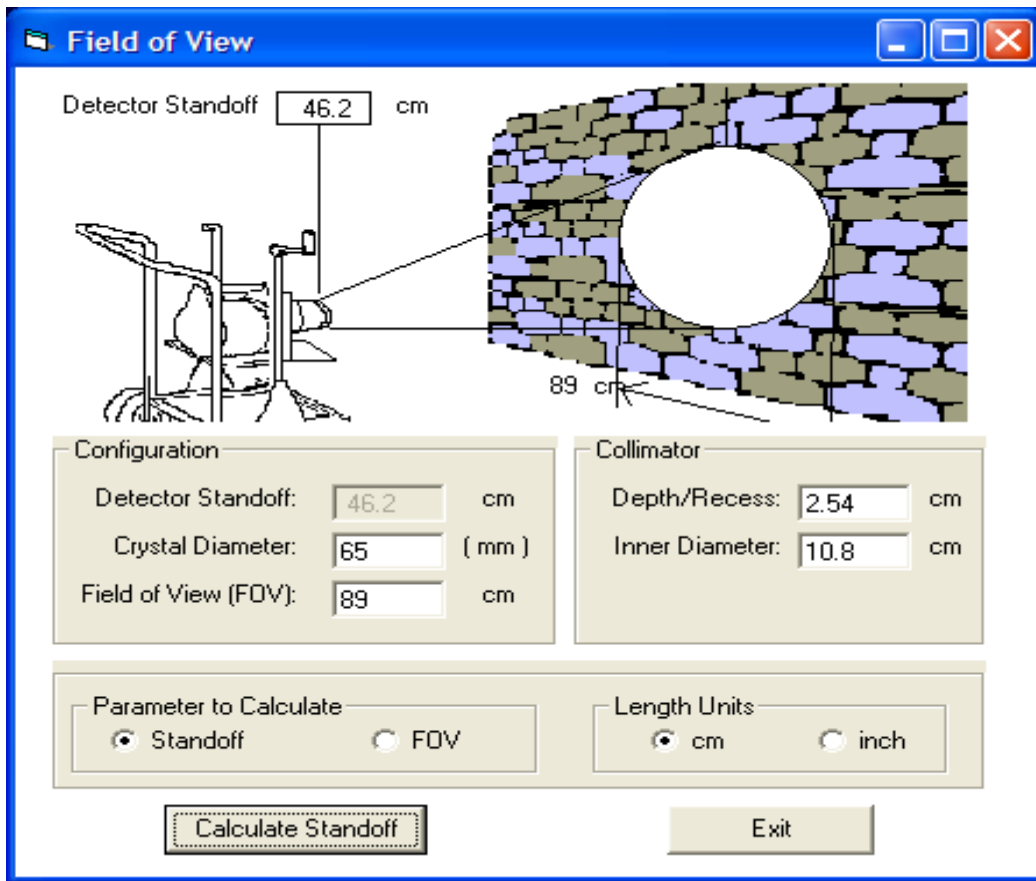 Field of View
Detector Standoff 46.2 cm
89 cm
Configuration
Detector Standoff: 46.2 cm
Crystal Diameter: 65 ( mm )
Field of View (FOV): 89 cm
Collimator
Depth/Recess: 2.54 cm
Inner Diameter: 10.8 cm
Parameter to Calculate
Standoff FOV
Length Units
cm inch
Calculate Standoff Exit